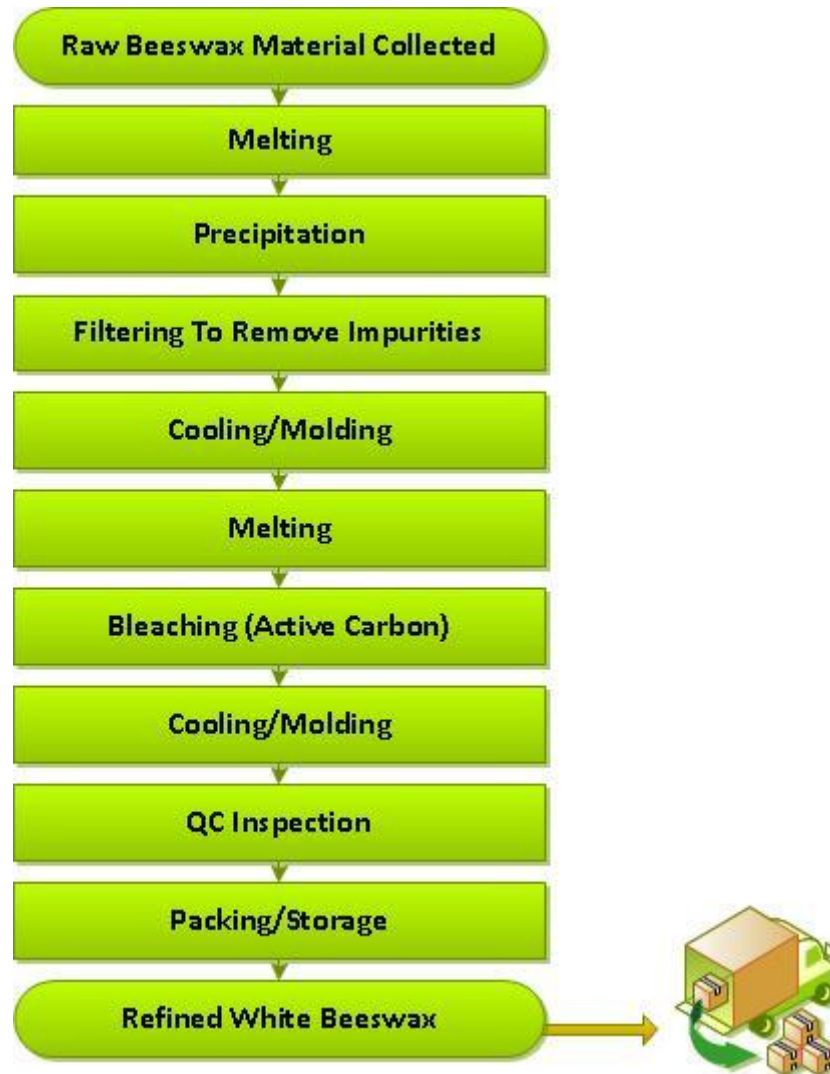 Raw Beeswax Material Collected
Melting
Precipitation
Filtering To Remove Impurities
Cooling/Molding
Melting
Bleaching (Active Carbon)
Cooling/Molding
QC Inspection
Packing/Storage
Refined White Beeswax